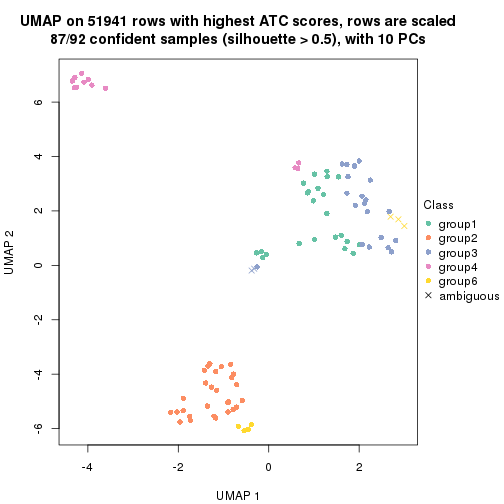 UMAP on 51941 rows with highest ATC scores, rows are scaled
87/92 confident samples (silhouette > 0.5), with 10 PCs
6
4
2
0
-2
-4
-6
UMAP 2
-4
-2
0
2
UMAP 1
Class
group1
group2
group3
group4
group6
ambiguous